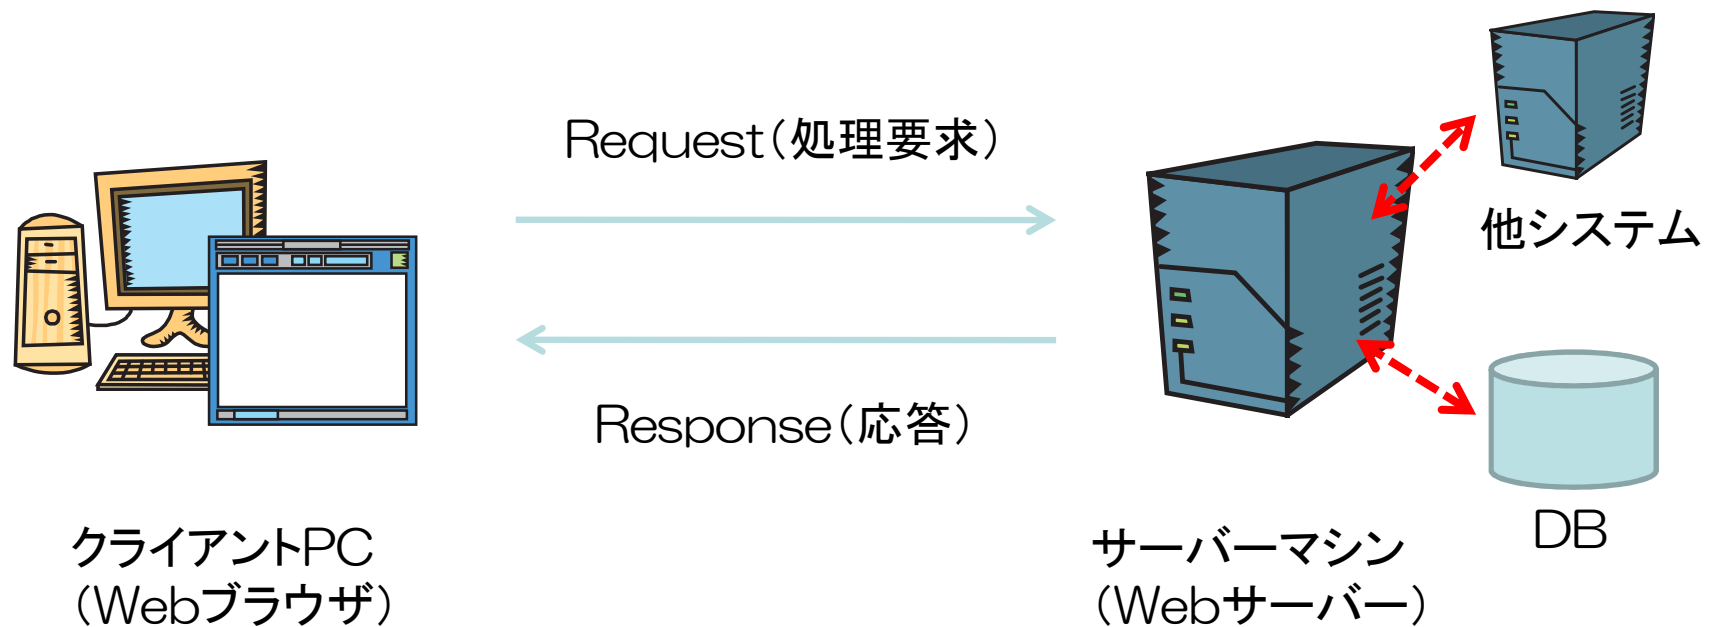 Request(処理要求)
他システム
Response(応答)
DB
クライアントPC
(Webブラウザ)
サーバーマシン
(Webサーバー)